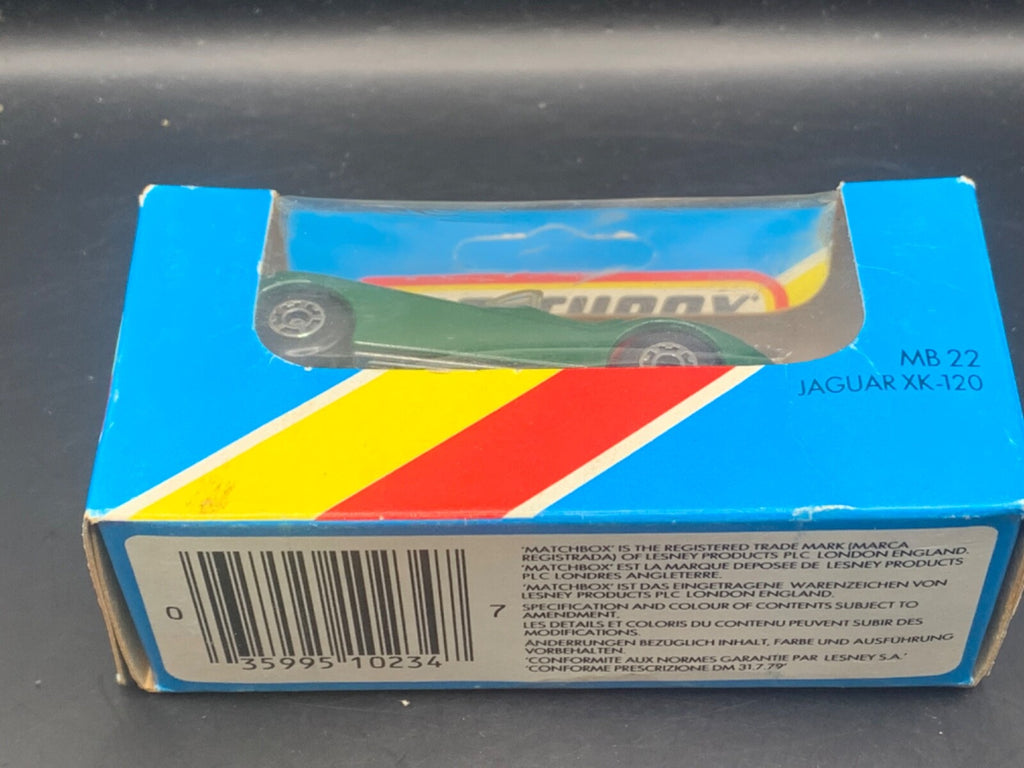 MB 22
JAGUAR XK-120
'MATCHBOX' IS THE REGISTERED TRADE MARK (MARCA
REGISTRADA) OF LESNEY PRODUCTS PLC LONDON ENGLAND.
'MATCHBOX' EST LA MARQUE DEPOSEE DE LESNEY PRODUCTS
PLC LONDRES ANGLETERRE.
'MATCHBOX' IST DAS EINGETRAGENE WARENZEICHEN VON
LESNEY PRODUCTS PLC LONDON ENGLAND.
SPECIFICATION AND COLOUR OF CONTENTS SUBJECT TO
AMENDMENT.
LES DETAILS ET COLORIS DU CONTENU PEUVENT SUBIR DES
MODIFICATIONS.
ÄNDERRUNGEN BEZUGLICH INHALT, FARBE UND AUSFÜHRUNG
VORBEHALTEN.
'CONFORMITE AUX NORMES GARANTIE PAR LESNEY S.A.'
'CONFORME PRESCRIZIONE DM 31.7.79'
0 35995 10234 7